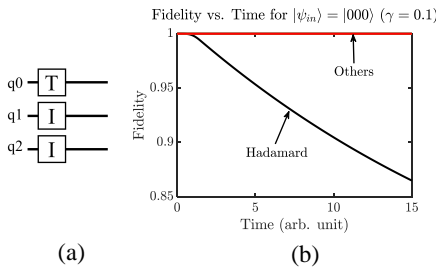 Fidelity vs. Time for |ψ_in⟩ = |000⟩ (γ = 0.1)
q0 T
q1 I
q2 I
(a)
Fidelity
1
0.95
0.9
0.85
Others
Hadamard
0 5 10 15
Time (arb. unit)
(b)